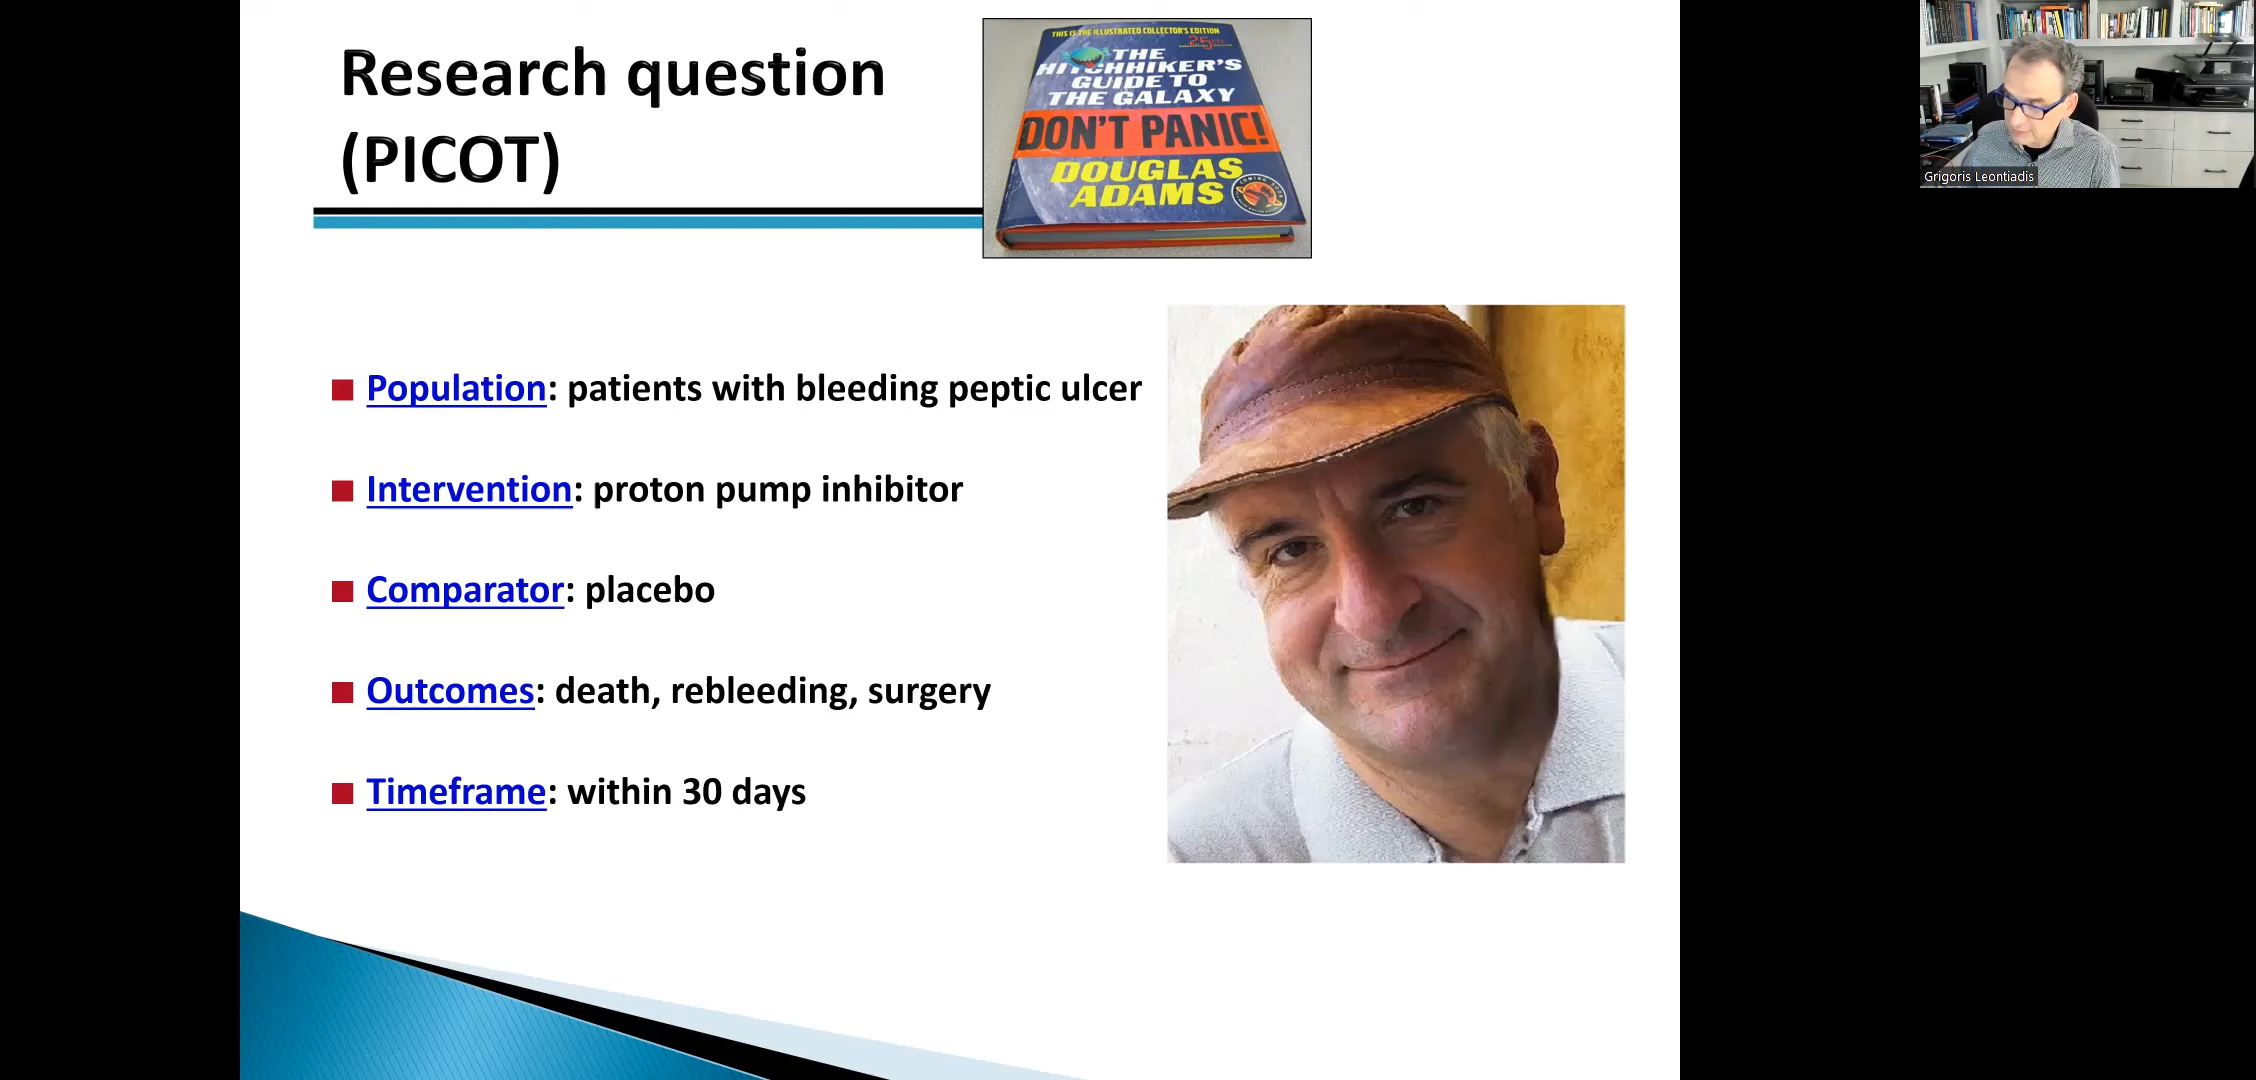 Research question
(PICOT)
THIS IS THE ILLUSTRATED COLLECTOR'S EDITION
25th
THE
HITCHHIKER'S
GUIDE TO
THE GALAXY
DON'T PANIC!
DOUGLAS
ADAMS
Grigoris Leontiadis
Population: patients with bleeding peptic ulcer
Intervention: proton pump inhibitor
Comparator: placebo
Outcomes: death, rebleeding, surgery
Timeframe: within 30 days